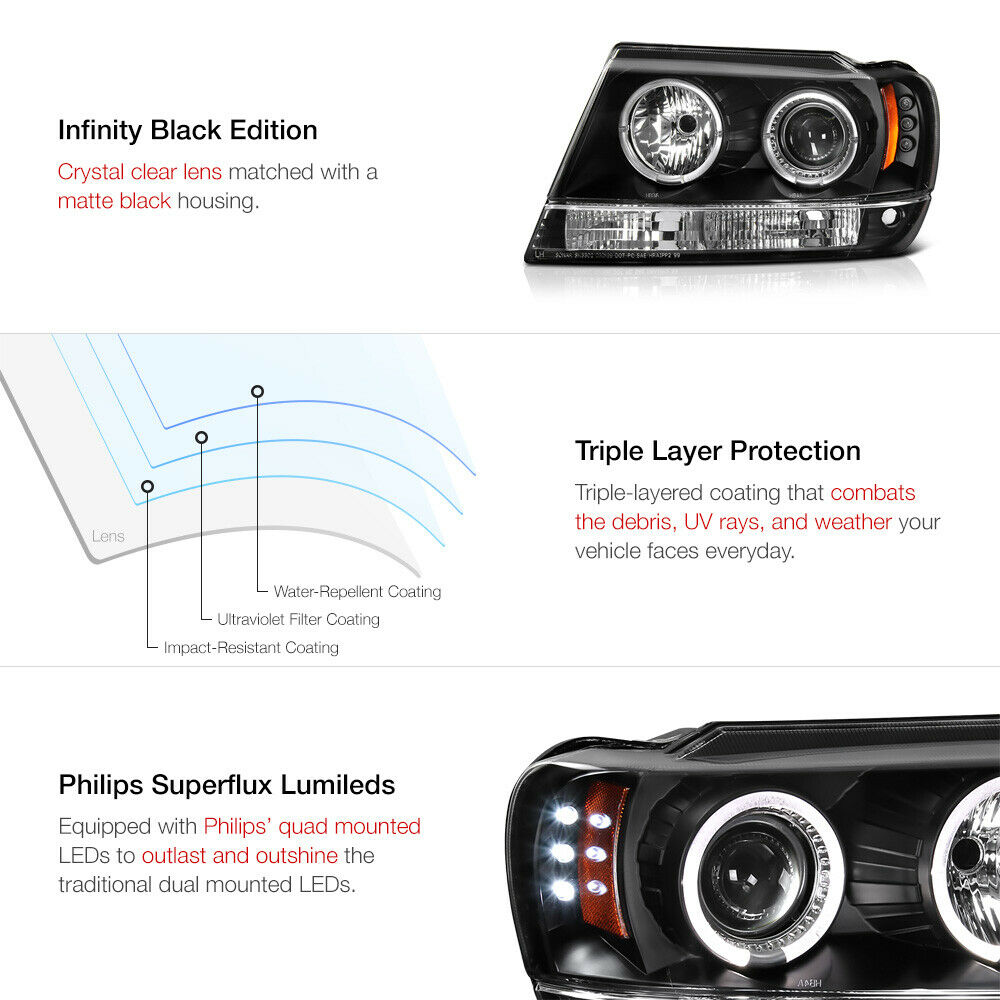 Infinity Black Edition
Crystal clear lens matched with a
matte black housing.
LH
Lens
Water-Repellent Coating
Ultraviolet Filter Coating
Impact-Resistant Coating
Triple Layer Protection
Triple-layered coating that combats
the debris, UV rays, and weather your
vehicle faces everyday.
Philips Superflux Lumileds
Equipped with Philips’ quad mounted
LEDs to outlast and outshine the
traditional dual mounted LEDs.